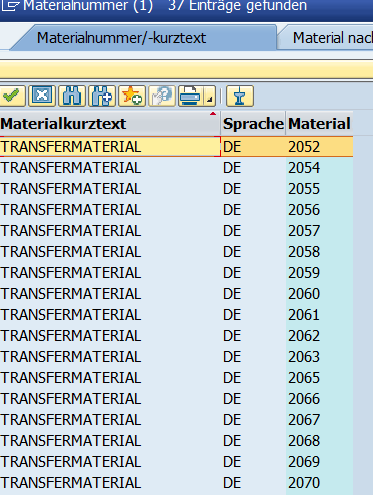 Materialnummer (1) 37 Einträge gefunden
Materialnummer/-kurztext Material nach
Materialkurztext Sprache Material
TRANSFERMATERIAL DE 2052
TRANSFERMATERIAL DE 2054
TRANSFERMATERIAL DE 2055
TRANSFERMATERIAL DE 2056
TRANSFERMATERIAL DE 2057
TRANSFERMATERIAL DE 2058
TRANSFERMATERIAL DE 2059
TRANSFERMATERIAL DE 2060
TRANSFERMATERIAL DE 2061
TRANSFERMATERIAL DE 2062
TRANSFERMATERIAL DE 2063
TRANSFERMATERIAL DE 2065
TRANSFERMATERIAL DE 2066
TRANSFERMATERIAL DE 2067
TRANSFERMATERIAL DE 2068
TRANSFERMATERIAL DE 2069
TRANSFERMATERIAL DE 2070